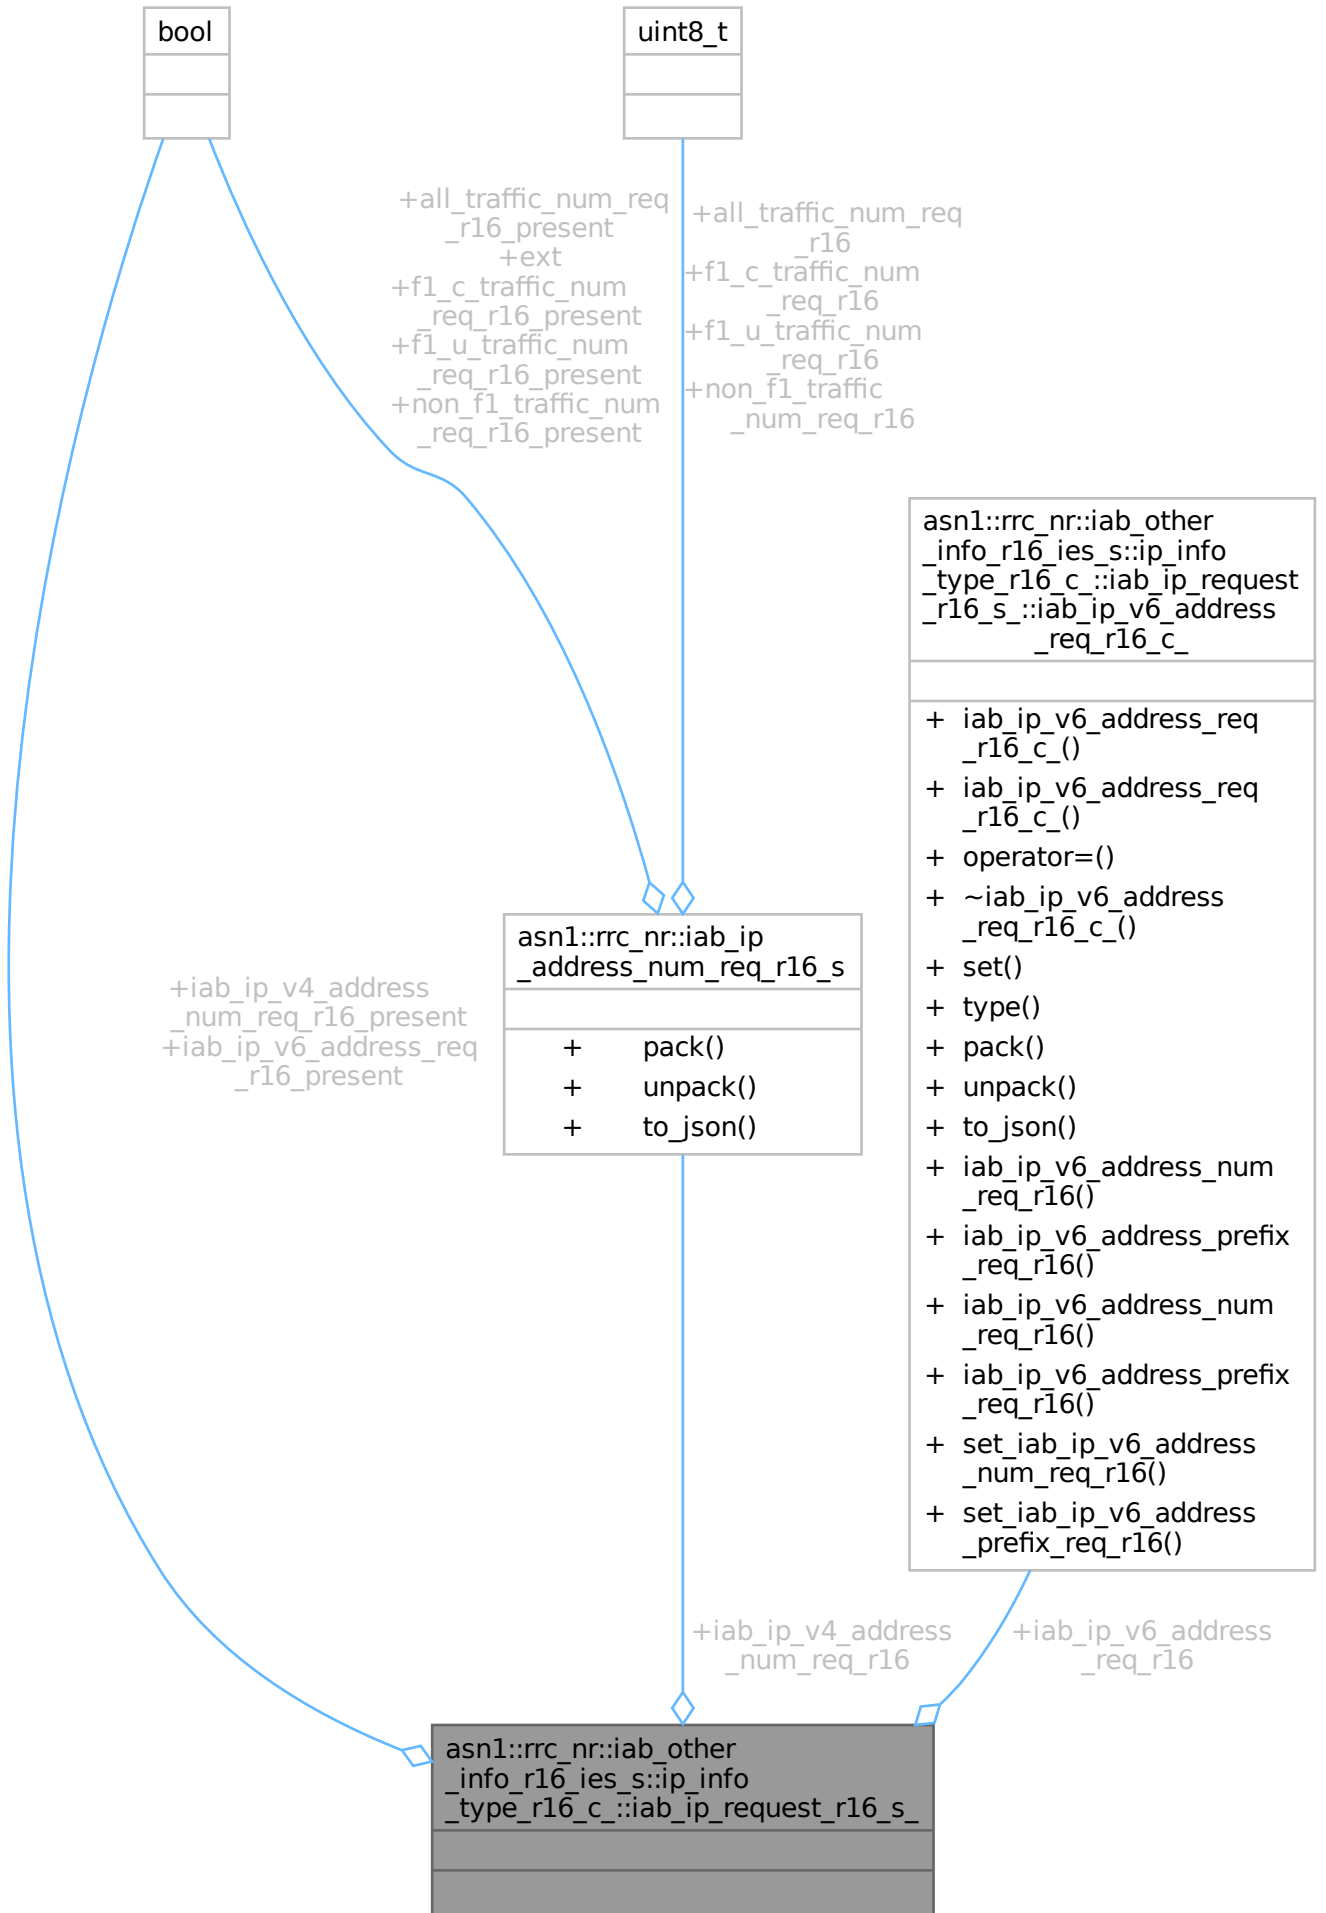 bool
uint8_t
+all_traffic_num_req
_r16_present
+ext
+f1_c_traffic_num
_req_r16_present
+f1_u_traffic_num
_req_r16_present
+non_f1_traffic_num
_req_r16_present
+all_traffic_num_req
_r16
+f1_c_traffic_num
_req_r16
+f1_u_traffic_num
_req_r16
+non_f1_traffic
_num_req_r16
asn1::rrc_nr::iab_other
_info_r16_ies_s::ip_info
_type_r16_c_::iab_ip_request
_r16_s_::iab_ip_v6_address
_req_r16_c_
+ iab_ip_v6_address_req
_r16_c_()
+ iab_ip_v6_address_req
_r16_c_()
+ operator=()
+ ~iab_ip_v6_address
_req_r16_c_()
+ set()
+ type()
+ pack()
+ unpack()
+ to_json()
+ iab_ip_v6_address_num
_req_r16()
+ iab_ip_v6_address_prefix
_req_r16()
+ iab_ip_v6_address_num
_req_r16()
+ iab_ip_v6_address_prefix
_req_r16()
+ set_iab_ip_v6_address
_num_req_r16()
+ set_iab_ip_v6_address
_prefix_req_r16()
asn1::rrc_nr::iab_ip
_address_num_req_r16_s
+ pack()
+ unpack()
+ to_json()
+iab_ip_v4_address
_num_req_r16_present
+iab_ip_v6_address_req
_r16_present
+iab_ip_v4_address
_num_req_r16
+iab_ip_v6_address
_req_r16
asn1::rrc_nr::iab_other
_info_r16_ies_s::ip_info
_type_r16_c_::iab_ip_request_r16_s_